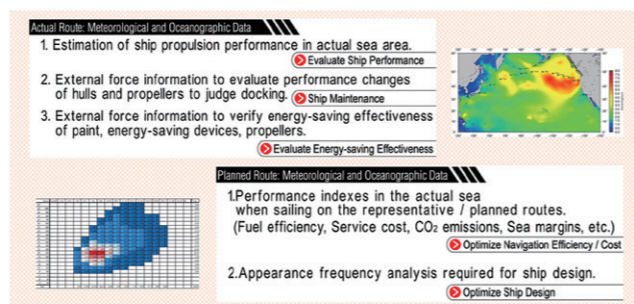 Actual Route: Meteorological and Oceanographic Data
1. Estimation of ship propulsion performance in actual sea area.
Evaluate Ship Performance
2. External force information to evaluate performance changes
of hulls and propellers to judge docking.
Ship Maintenance
3. External force information to verify energy-saving effectiveness
of paint, energy-saving devices, propellers.
Evaluate Energy-saving Effectiveness
Planned Route: Meteorological and Oceanographic Data
1.Performance indexes in the actual sea
when sailing on the representative / planned routes.
(Fuel efficiency, Service cost, CO₂ emissions, Sea margins, etc.)
Optimize Navigation Efficiency / Cost
2.Appearance frequency analysis required for ship design.
Optimize Ship Design